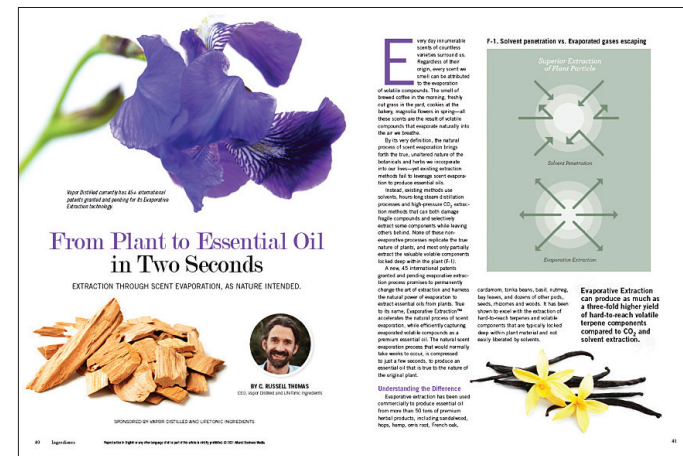 Vapor Distilled currently has 45+ international
patents granted and pending for its Evaporative
Extraction technology.
From Plant to Essential Oil
in Two Seconds
EXTRACTION THROUGH SCENT EVAPORATION, AS NATURE INTENDED.
BY C. RUSSELL THOMAS
CEO, Vapor Distilled and LifeTonic Ingredients
SPONSORED BY VAPOR DISTILLED AND LIFETONIC INGREDIENTS
40 Ingredients
Every day innumerable
scents of countless
varieties surround us.
Regardless of their
origin, every scent we
smell can be attributed
to the evaporation
of volatile compounds. The smell of
brewed coffee in the morning, freshly
cut grass in the yard, cookies at the
bakery, magnolia flowers in spring—all
these scents are the result of volatile
compounds that evaporate naturally into
the air we breathe.
By its very definition, the natural
process of scent evaporation brings
forth the true, unaltered nature of the
botanicals and herbs we incorporate
into our lives—yet existing extraction
methods fail to leverage scent evapora-
tion to produce essential oils.
Instead, existing methods use
solvents, hours-long steam distillation
processes and high-pressure CO₂ extrac-
tion methods that can both damage
fragile compounds and selectively
extract some components while leaving
others behind. None of these non-
evaporative processes replicate the true
nature of plants, and most only partially
extract the valuable volatile components
locked deep within the plant (F-1).
A new, 45 international patents
granted and pending evaporative extrac-
tion process promises to permanently
change the art of extraction and harness
the natural power of evaporation to
extract essential oils from plants. True
to its name, Evaporative Extraction™
accelerates the natural process of scent
evaporation, while efficiently capturing
evaporated volatile compounds as a
premium essential oil. The natural scent
evaporation process that would normally
take weeks to occur, is compressed
to just a few seconds, to produce an
essential oil that is true to the nature of
the original plant.
Understanding the Difference
Evaporative extraction has been used
commercially to produce essential oil
from more than 50 tons of premium
herbal products, including sandalwood,
hops, hemp, orris root, French oak,
F-1. Solvent penetration vs. Evaporated gases escaping
Superior Extraction
of Plant Particle
Solvent Penetration
Evaporative Extraction
cardamom, tonka beans, basil, nutmeg,
bay leaves, and dozens of other pods,
seeds, rhizomes and woods. It has been
shown to excel with the extraction of
hard-to-reach terpenes and volatile
components that are typically locked
deep within plant material and not
easily liberated by solvents.
Evaporative Extraction
can produce as much as
a three-fold higher yield
of hard-to-reach volatile
terpene components
compared to CO₂ and
solvent extraction.
41